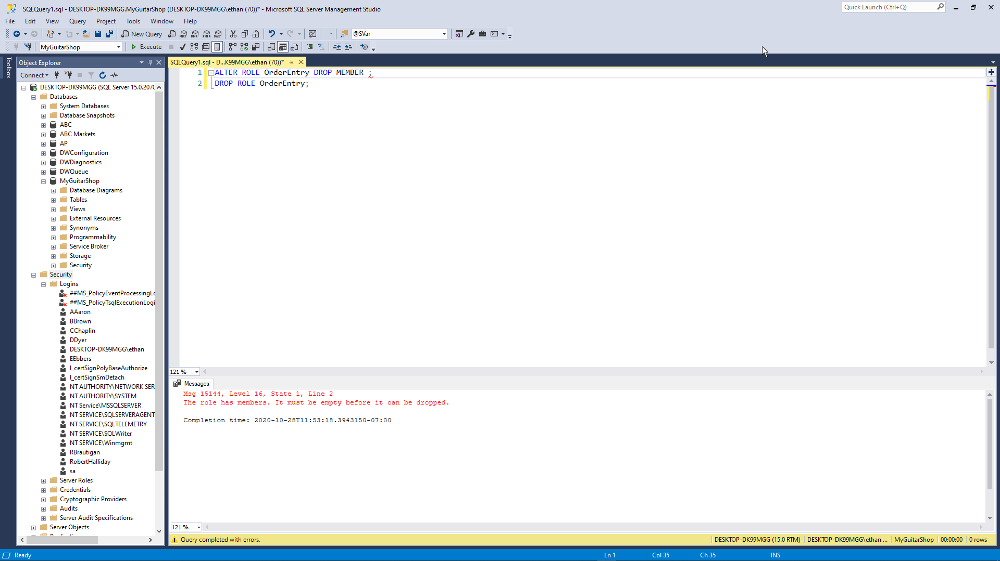 SQLQuery1.sql - DESKTOP-DK99MGG.MyGuitarShop (DESKTOP-DK99MGG\ethan (70))* - Microsoft SQL Server Management Studio
Quick Launch (Ctrl+Q)
File Edit View Query Project Tools Window Help
New Query MDX DMX XMLA DAX @SVar
MyGuitarShop Execute
Toolbox
Object Explorer
Connect
DESKTOP-DK99MGG (SQL Server 15.0.2070
Databases
System Databases
Database Snapshots
ABC
ABC Markets
AP
DWConfiguration
DWDiagnostics
DWQueue
MyGuitarShop
Database Diagrams
Tables
Views
External Resources
Synonyms
Programmability
Service Broker
Storage
Security
Security
Logins
##MS_PolicyEventProcessingLo
##MS_PolicyTsqlExecutionLogi
AAaron
BBrown
CChaplin
DDyer
DESKTOP-DK99MGG\ethan
EEbbers
l_certSignPolyBaseAuthorize
l_certSignSmDetach
NT AUTHORITY\NETWORK SER
NT AUTHORITY\SYSTEM
NT Service\MSSQLSERVER
NT SERVICE\SQLSERVERAGENT
NT SERVICE\SQLTELEMETRY
NT SERVICE\SQLWriter
NT SERVICE\Winmgmt
RBrautigan
RobertHalliday
sa
Server Roles
Credentials
Cryptographic Providers
Audits
Server Audit Specifications
Server Objects
SQLQuery1.sql - D...K99MGG\ethan (70))*
1 ALTER ROLE OrderEntry DROP MEMBER ;
2 DROP ROLE OrderEntry;
121 %
Messages
Msg 15144, Level 16, State 1, Line 2
The role has members. It must be empty before it can be dropped.
Completion time: 2020-10-28T11:53:18.3943150-07:00
121 %
Query completed with errors. DESKTOP-DK99MGG (15.0 RTM) DESKTOP-DK99MGG\ethan ... MyGuitarShop 00:00:00 0 rows
Ready Ln 1 Col 35 Ch 35 INS